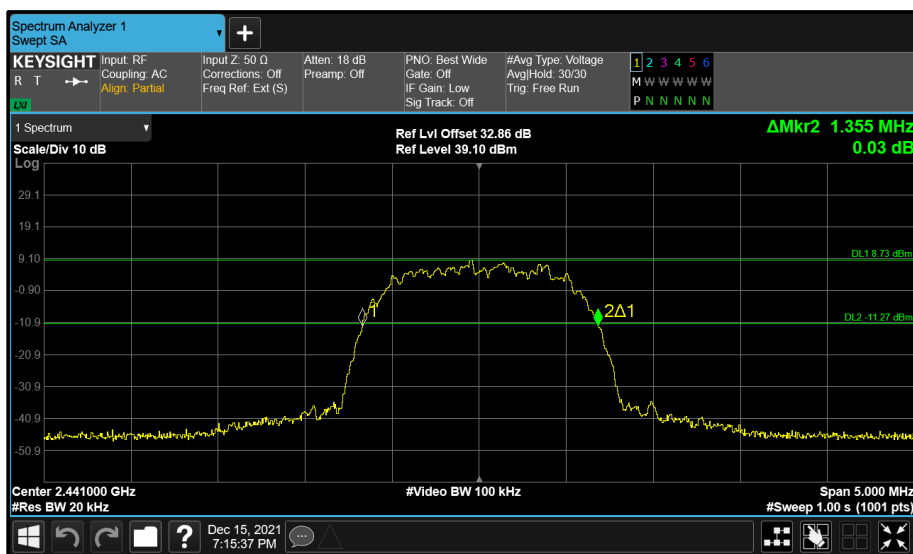 Spectrum Analyzer 1
Swept SA
KEYSIGHT
R T
LXI
Input: RF
Coupling: AC
Align: Partial
Input Z: 50 Ω
Corrections: Off
Freq Ref: Ext (S)
Atten: 18 dB
Preamp: Off
PNO: Best Wide
Gate: Off
IF Gain: Low
Sig Track: Off
#Avg Type: Voltage
Avg|Hold: 30/30
Trig: Free Run
1 2 3 4 5 6
M W W W W W
P N N N N N
1 Spectrum
Scale/Div 10 dB
Log
Ref Lvl Offset 32.86 dB
Ref Level 39.10 dBm
ΔMkr2 1.355 MHz
0.03 dB
29.1
19.1
9.10
DL1 8.73 dBm
-0.90
1
2Δ1
-10.9
DL2 -11.27 dBm
-20.9
-30.9
-40.9
-50.9
Center 2.441000 GHz
#Res BW 20 kHz
#Video BW 100 kHz
Span 5.000 MHz
#Sweep 1.00 s (1001 pts)
?
Dec 15, 2021
7:15:37 PM